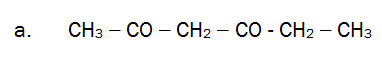 a. CH₃ – CO – CH₂ – CO - CH₂ – CH₃